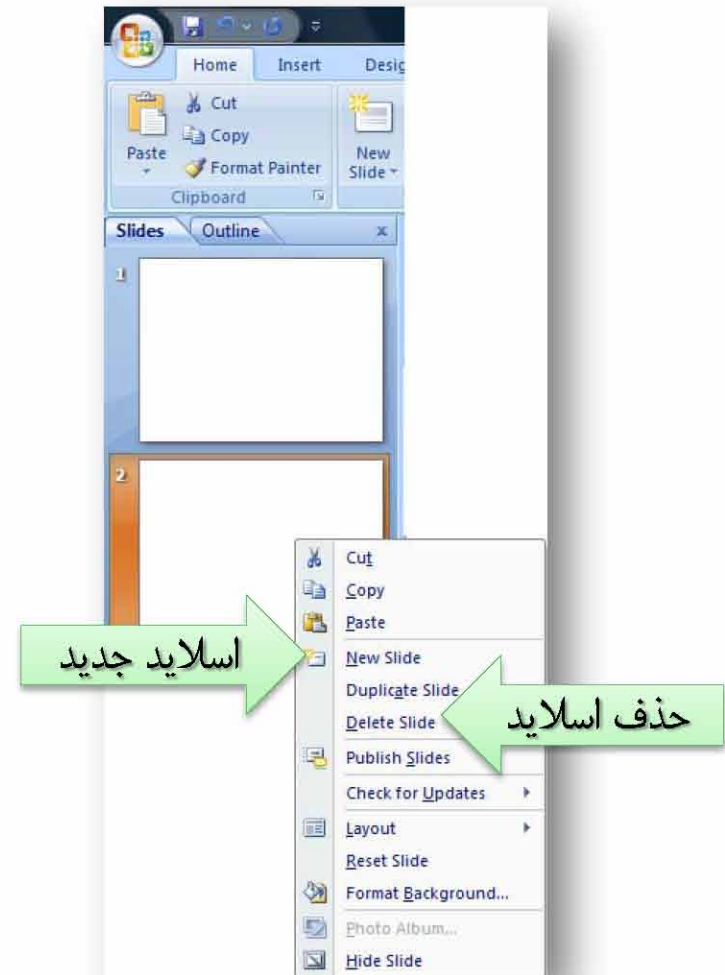 Home Insert Desig
Cut
Copy
Format Painter
Paste
New
Slide
Clipboard
Slides Outline x
1
2
Cut
Copy
Paste
New Slide
اسلاید جدید
Duplicate Slide
Delete Slide
حذف اسلاید
Publish Slides
Check for Updates
Layout
Reset Slide
Format Background...
Photo Album...
Hide Slide